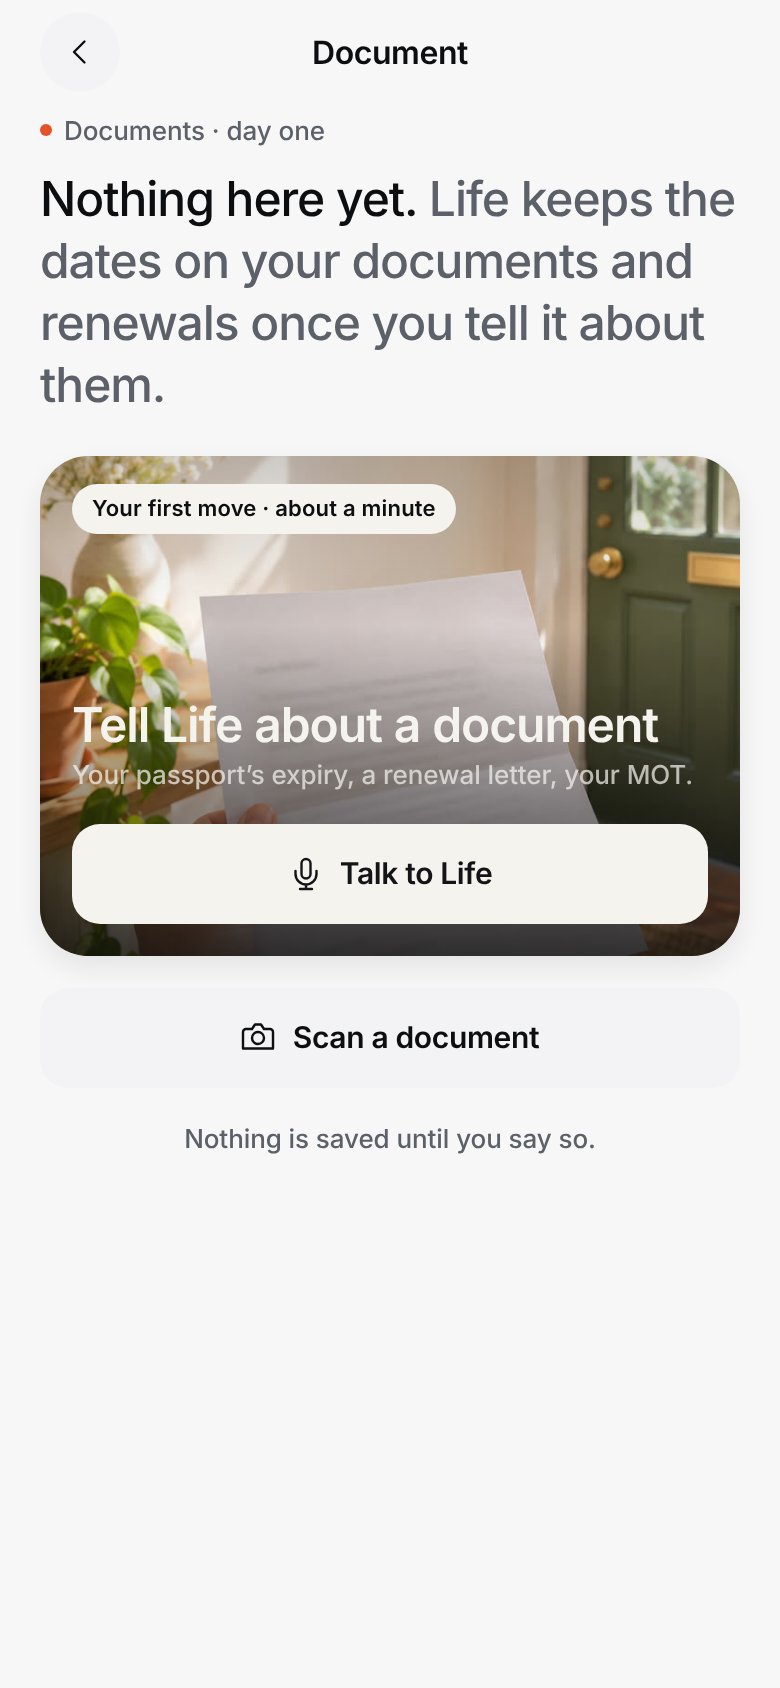 Document
Documents · day one
Nothing here yet. Life keeps the
dates on your documents and
renewals once you tell it about
them.
Your first move · about a minute
Tell Life about a document
Your passport’s expiry, a renewal letter, your MOT.
Talk to Life
Scan a document
Nothing is saved until you say so.